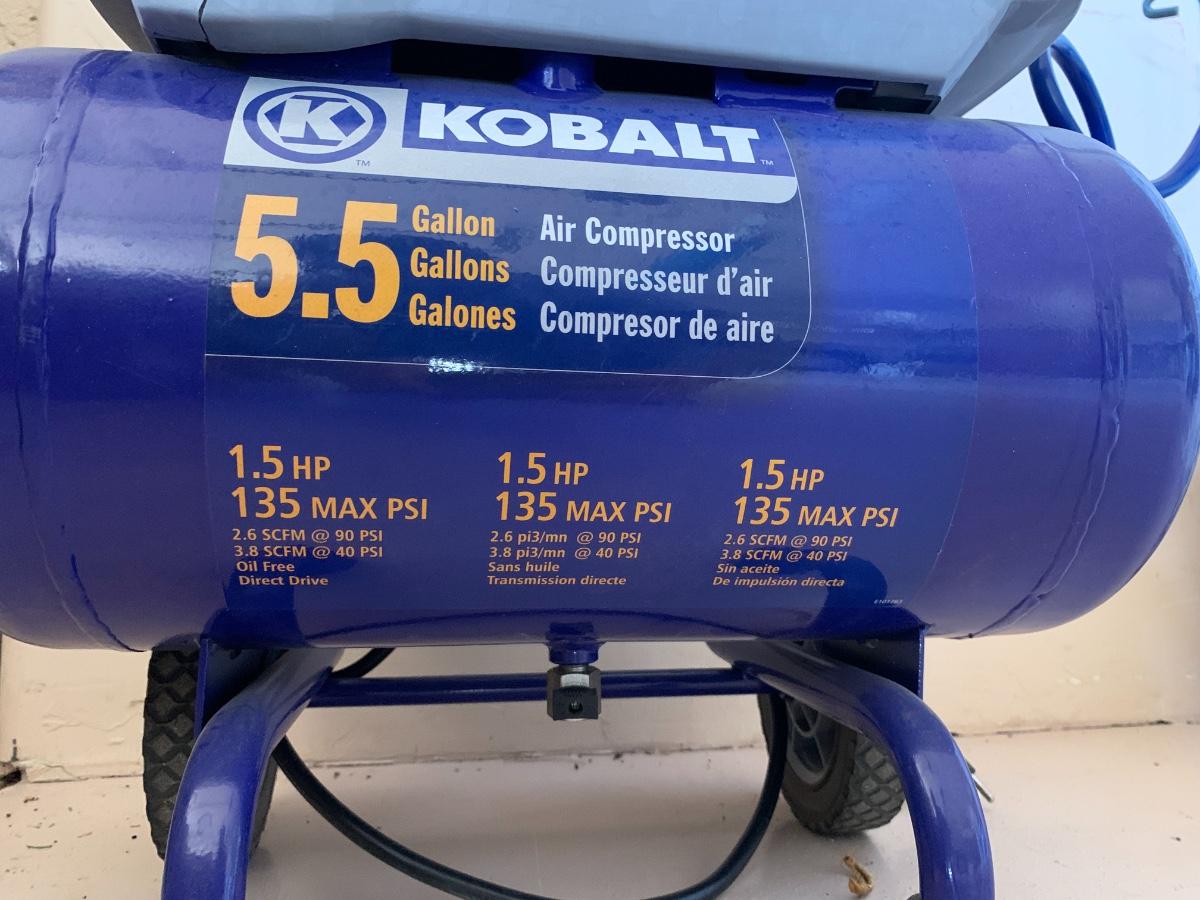 K
TM
KOBALT
TM
5.5
Gallon
Gallons
Galones
Air Compressor
Compresseur d'air
Compresor de aire
1.5 HP
135 MAX PSI
2.6 SCFM @ 90 PSI
3.8 SCFM @ 40 PSI
Oil Free
Direct Drive
1.5 HP
135 MAX PSI
2.6 pi3/mn @ 90 PSI
3.8 pi3/mn @ 40 PSI
Sans huile
Transmission directe
1.5 HP
135 MAX PSI
2.6 SCFM @ 90 PSI
3.8 SCFM @ 40 PSI
Sin aceite
De impulsión directa